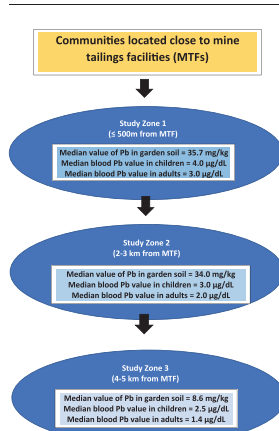 Communities located close to mine
tailings facilities (MTFs)
Study Zone 1
(≤ 500m from MTF)
Median value of Pb in garden soil = 35.7 mg/kg
Median blood Pb value in children = 4.0 µg/dL
Median blood Pb value in adults = 3.0 µg/dL
Study Zone 2
(2-3 km from MTF)
Median value of Pb in garden soil = 34.0 mg/kg
Median blood Pb value in children = 3.0 µg/dL
Median blood Pb value in adults = 2.0 µg/dL
Study Zone 3
(4-5 km from MTF)
Median value of Pb in garden soil = 8.6 mg/kg
Median blood Pb value in children = 2.5 µg/dL
Median blood Pb value in adults = 1.4 µg/dL